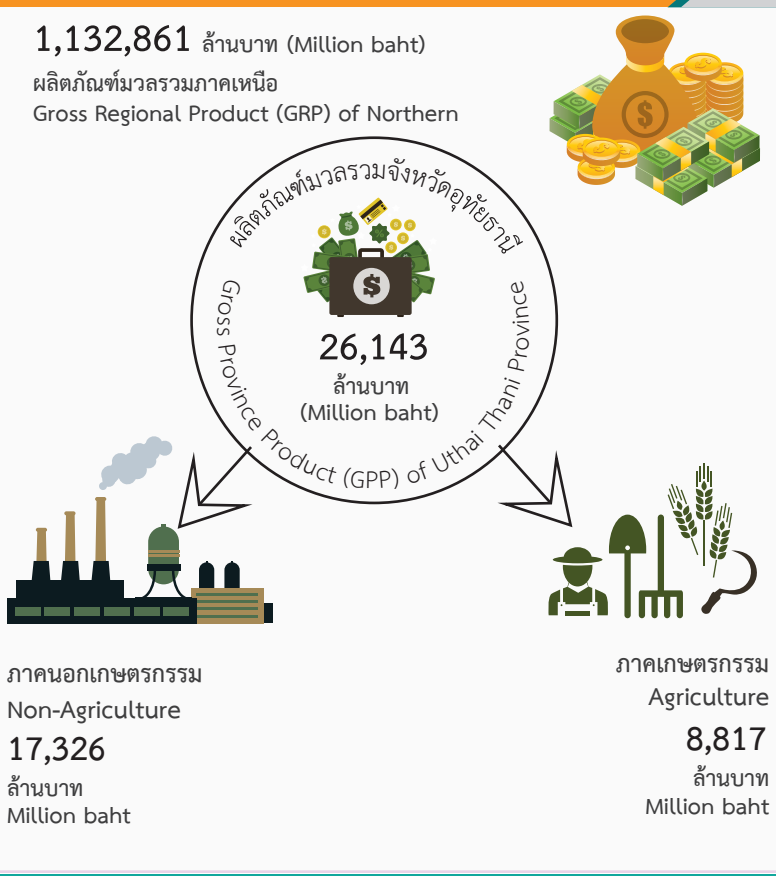 1,132,861 ล้านบาท (Million baht)
ผลิตภัณฑ์มวลรวมภาคเหนือ
Gross Regional Product (GRP) of Northern
ผลิตภัณฑ์มวลรวมจังหวัดอุทัยธานี
26,143
ล้านบาท
(Million baht)
Gross Province Product (GPP) of Uthai Thani Province
ภาคนอกเกษตรกรรม
Non-Agriculture
17,326
ล้านบาท
Million baht
ภาคเกษตรกรรม
Agriculture
8,817
ล้านบาท
Million baht